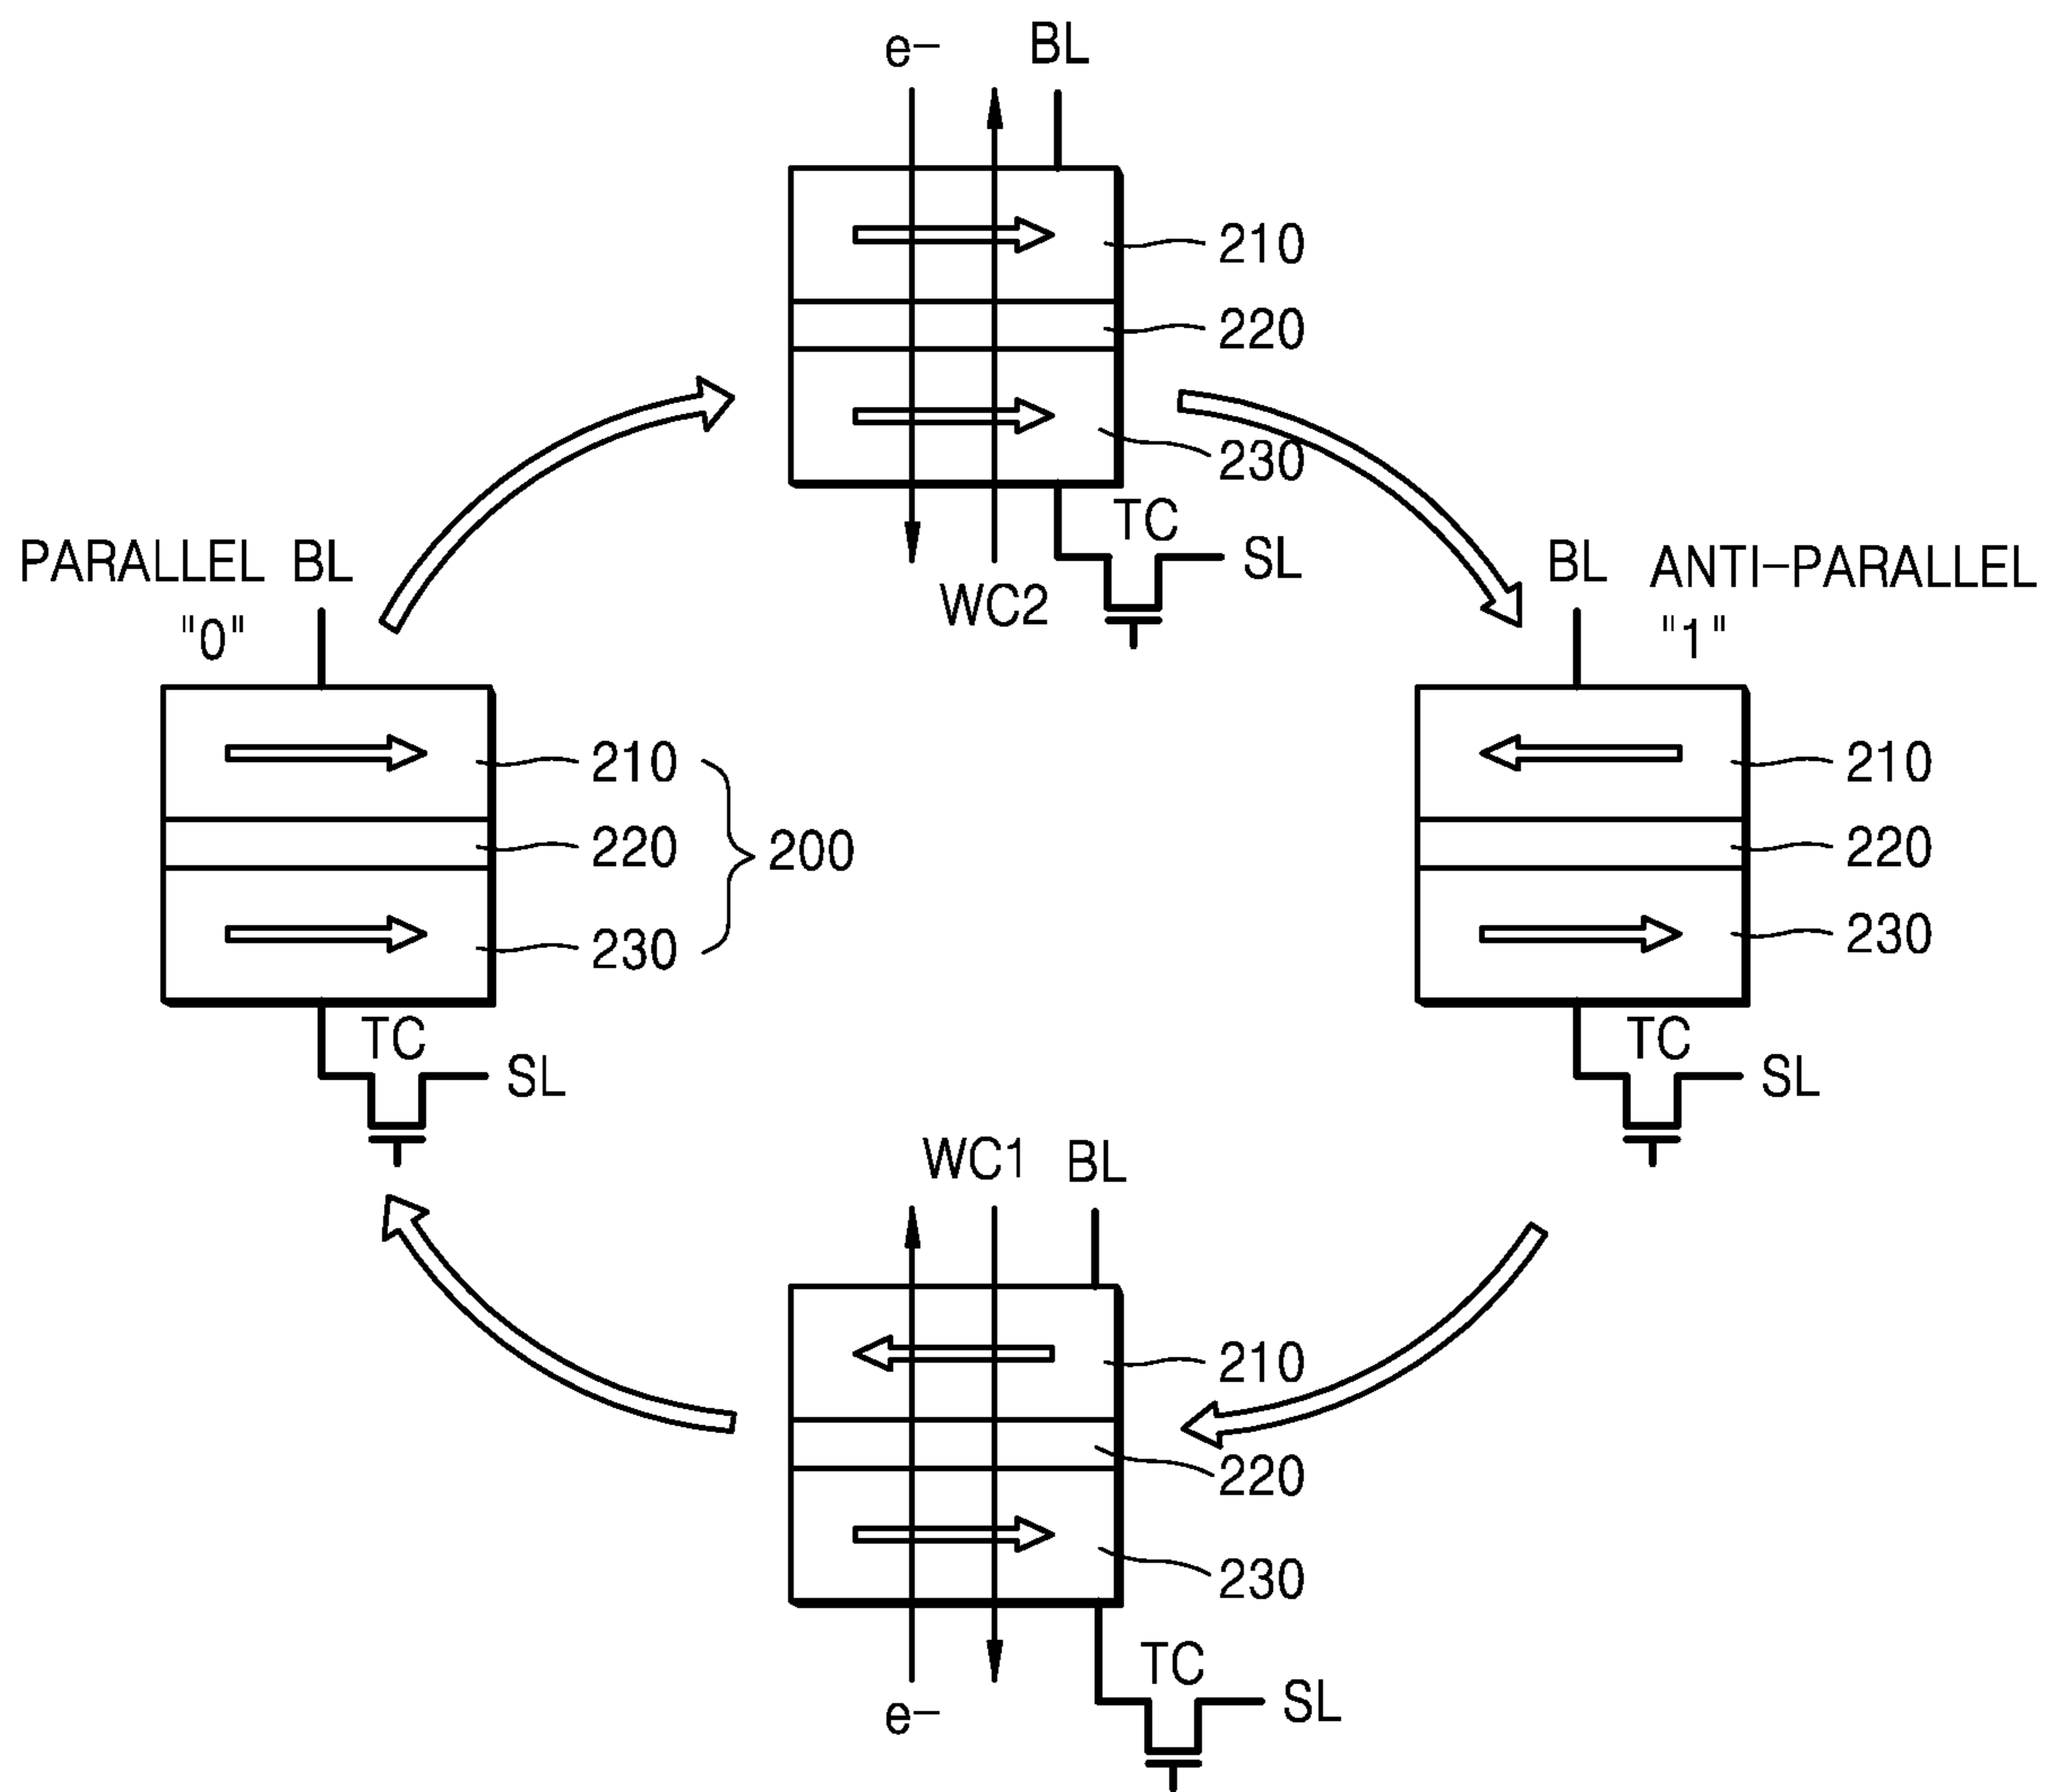 e- BL
210
220
230
TC
SL
WC2
PARALLEL BL
"0"
210
220
230
200
TC
SL
BL ANTI-PARALLEL
"1"
210
220
230
TC
SL
WC1 BL
210
220
230
TC
SL
e-